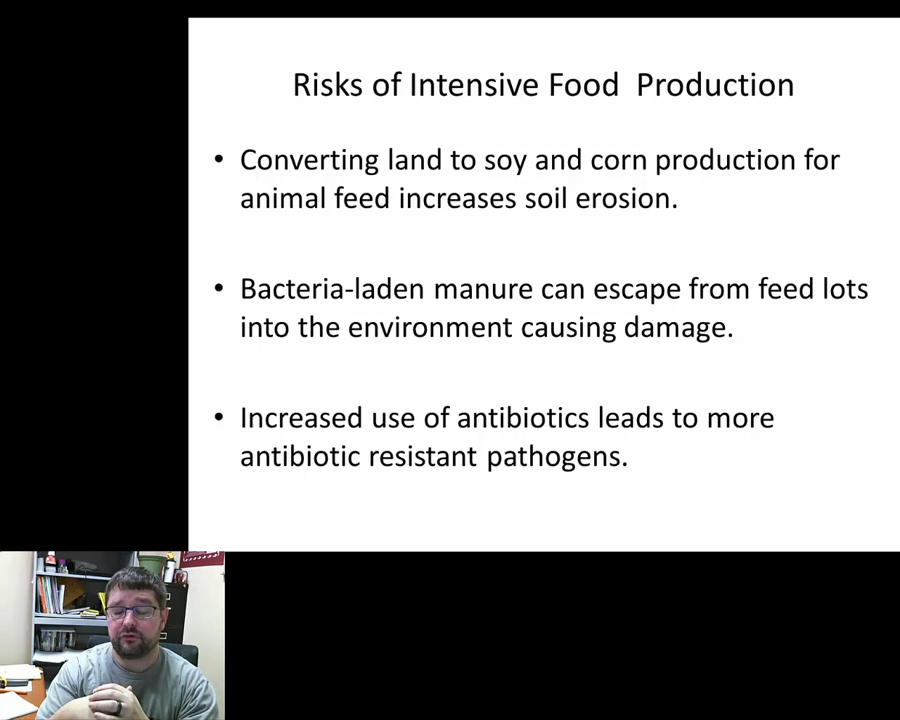 Risks of Intensive Food  Production
• Converting land to soy and corn production for
animal feed increases soil erosion.
• Bacteria-laden manure can escape from feed lots
into the environment causing damage.
• Increased use of antibiotics leads to more
antibiotic resistant pathogens.